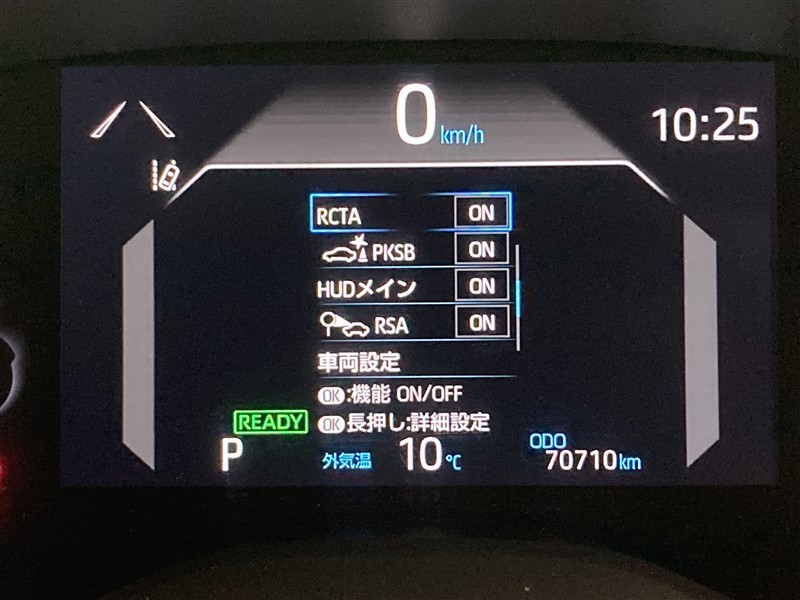 0 km/h
10:25
RCTA ON
PKSB ON
HUDメイン ON
RSA ON
車両設定
OK:機能 ON/OFF
READY OK長押し:詳細設定
P 外気温 10℃ ODO 70710km